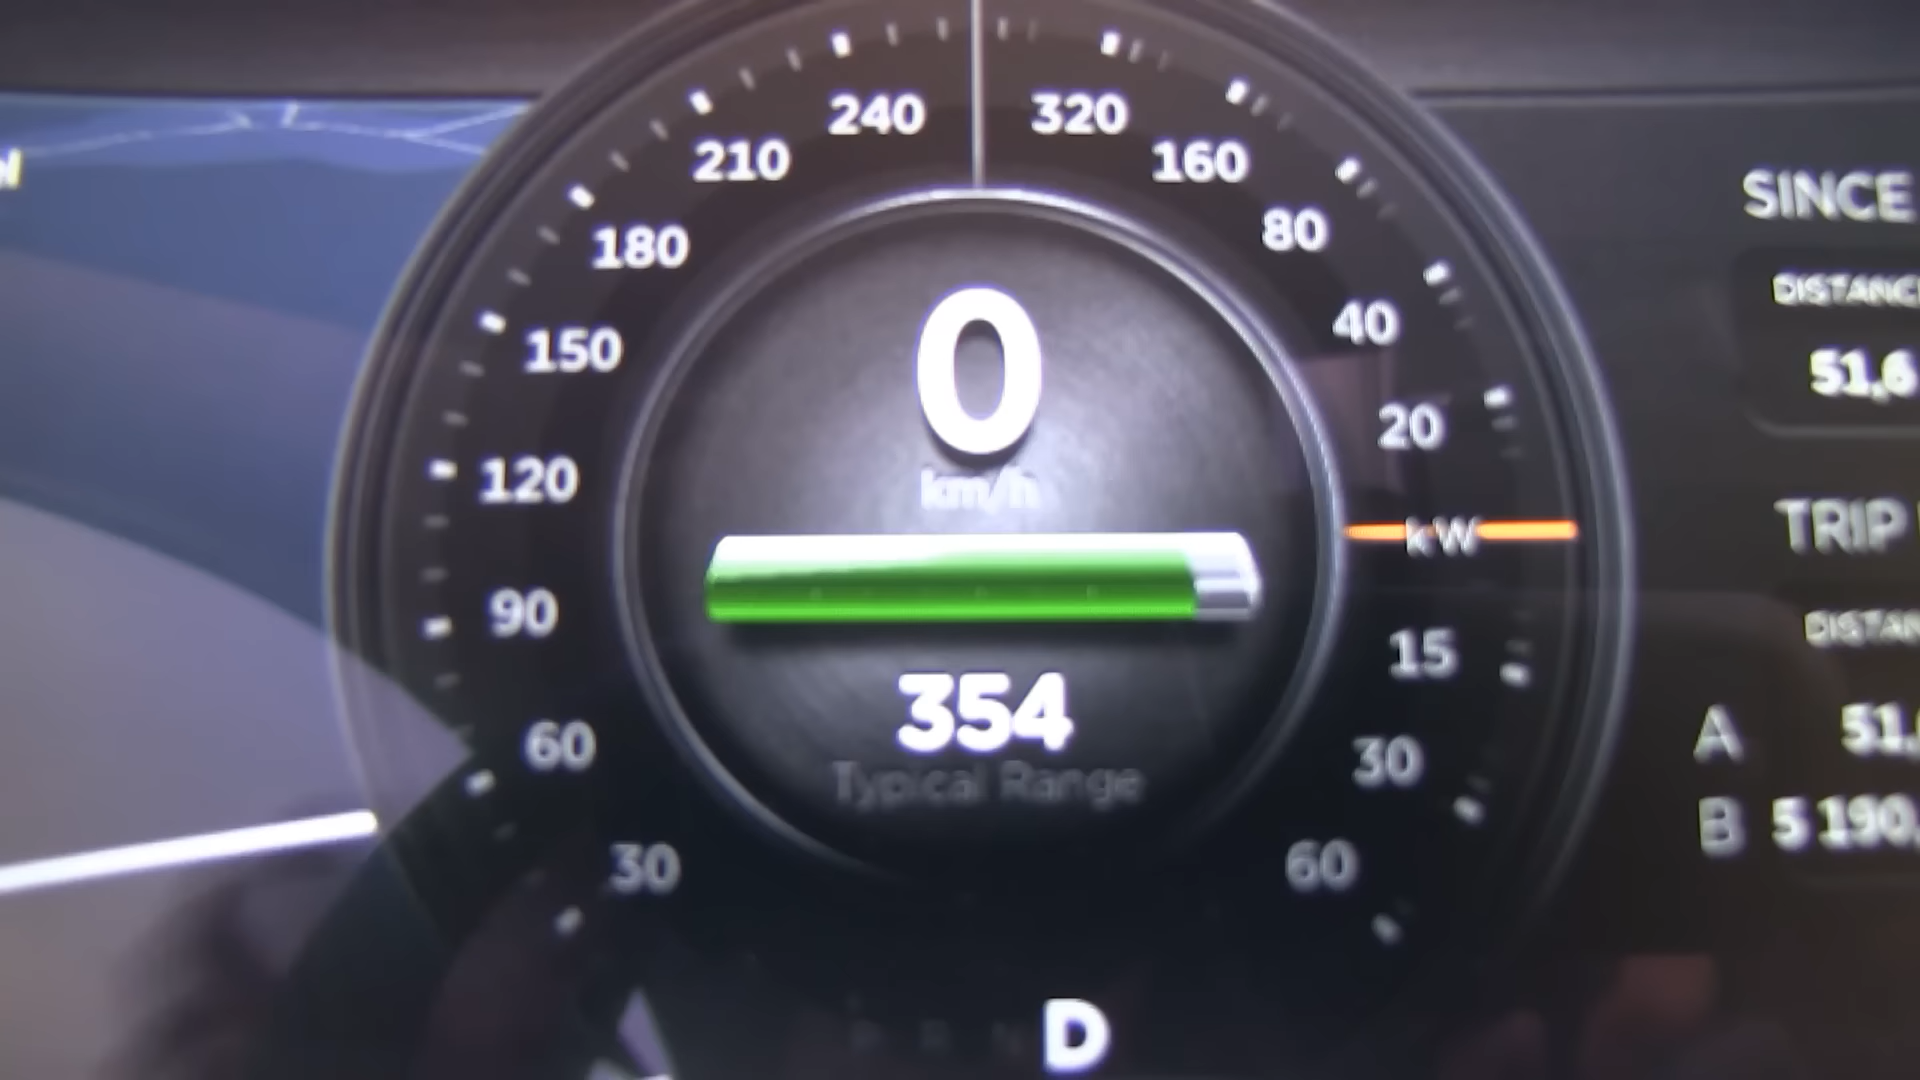 240
320
210
160
180
80
150
40
120
20
0
km/h
kW
90
15
354
Typical Range
60
30
30
60
P R N D
SINCE
DISTANC
51,6
TRIP
DISTAN
A 51,
B 5 190,